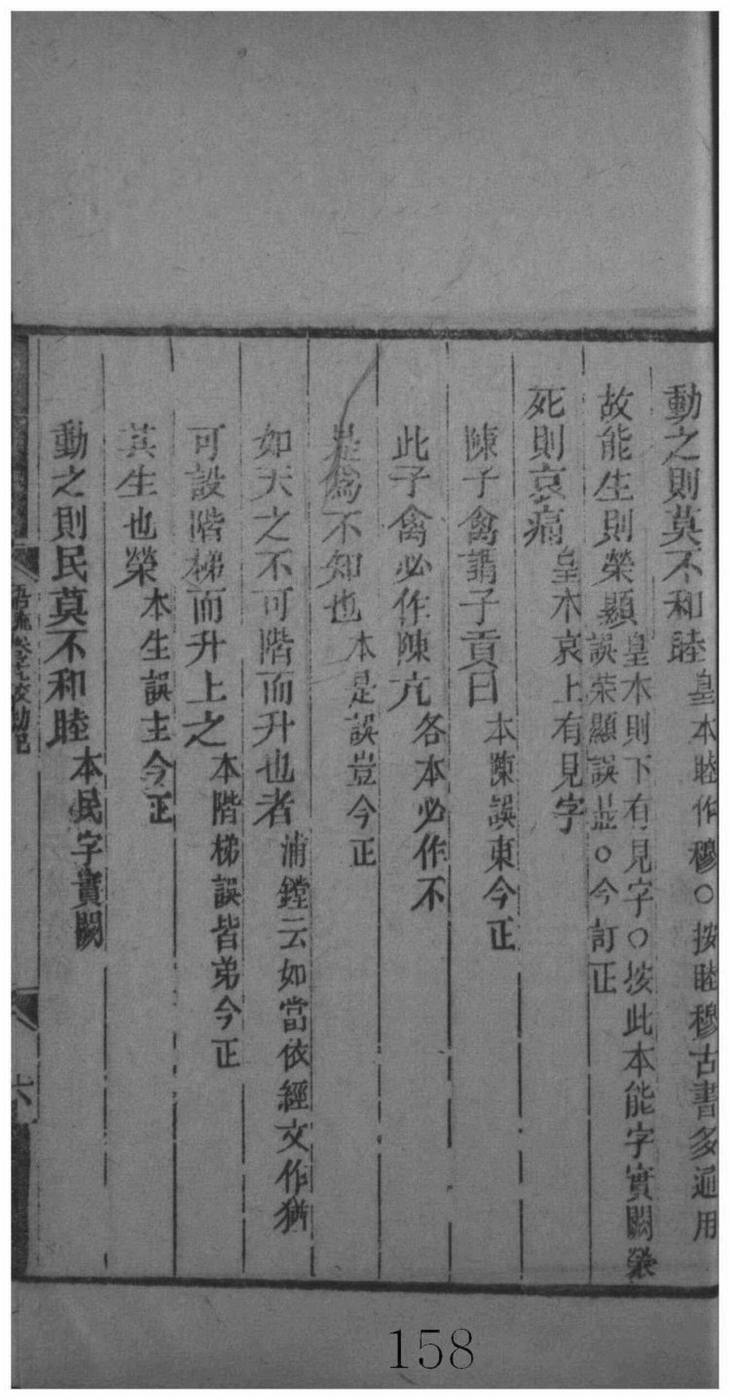 動之則莫不和睦皇本睦作穆○按睦穆古書多通用
故能生則榮顯皇本則下有見字○按此本能字實闕榮
誤荣顯誤显○今訂正
死則哀痛皇本哀上有見字
陳子禽謂子貢曰本陳誤東今正
此子禽必作陳亢各本必作不
是為不知也本是誤豈今正
如天之不可階而升也者浦鏜云如當依經文作猶
可設階梯而升上之本階梯誤皆弟今正
其生也榮本生誤主今正
動之則民莫不和睦本民字實闕
六
158